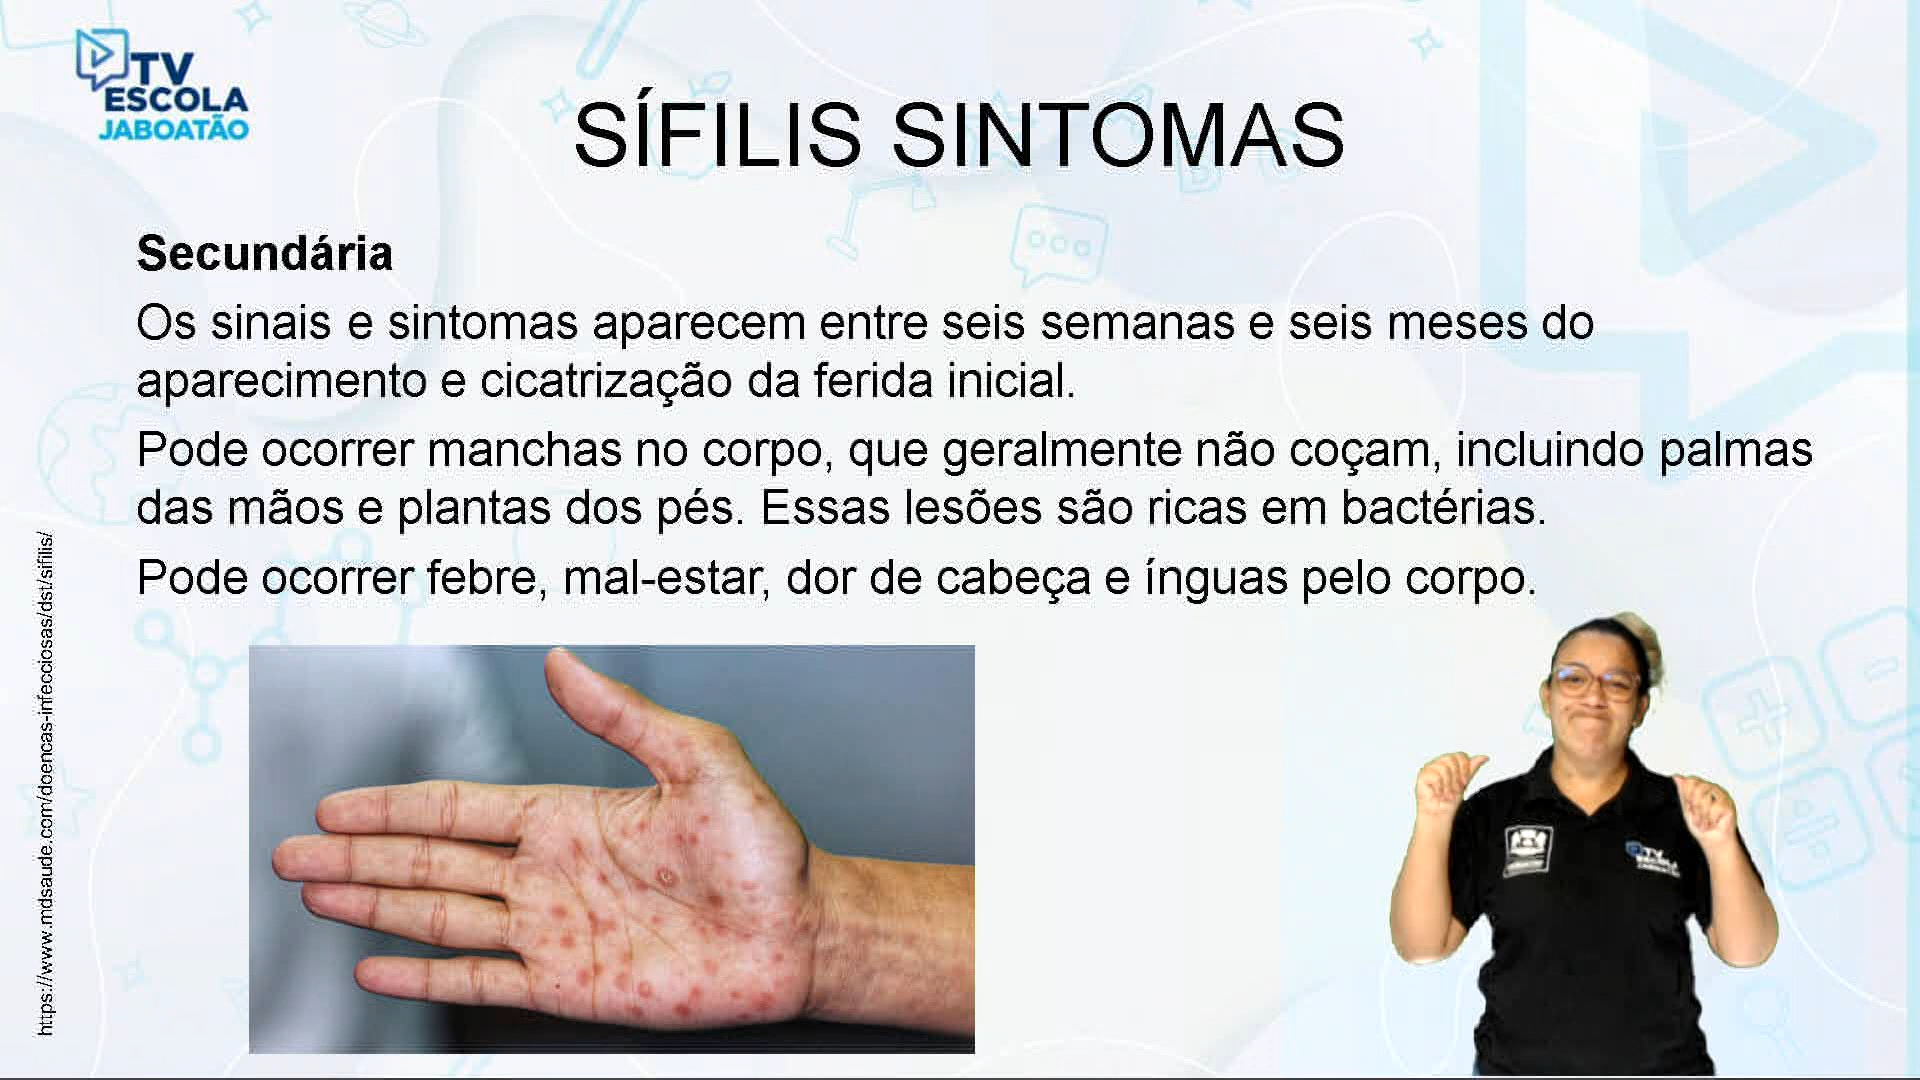 TV
ESCOLA
JABOATÃO
SÍFILIS SINTOMAS
Secundária
Os sinais e sintomas aparecem entre seis semanas e seis meses do
aparecimento e cicatrização da ferida inicial.
Pode ocorrer manchas no corpo, que geralmente não coçam, incluindo palmas
das mãos e plantas dos pés. Essas lesões são ricas em bactérias.
Pode ocorrer febre, mal-estar, dor de cabeça e ínguas pelo corpo.
https://www.mdsaude.com/doencas-infecciosas/dst/sifilis/
TV
ESCOLA